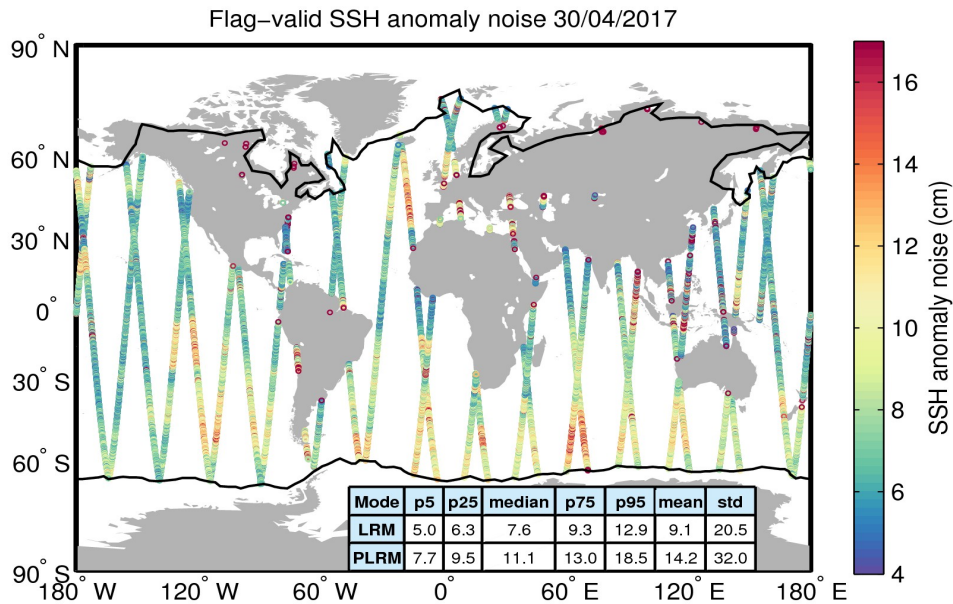 Flag−valid SSH anomaly noise 30/04/2017
90° N
60° N
30° N
0°
30° S
60° S
90° S
180° W
120° W
60° W
0°
60° E
120° E
180° E
Mode p5 p25 median p75 p95 mean std
LRM 5.0 6.3 7.6 9.3 12.9 9.1 20.5
PLRM 7.7 9.5 11.1 13.0 18.5 14.2 32.0
16
14
12
10
8
6
4
SSH anomaly noise (cm)